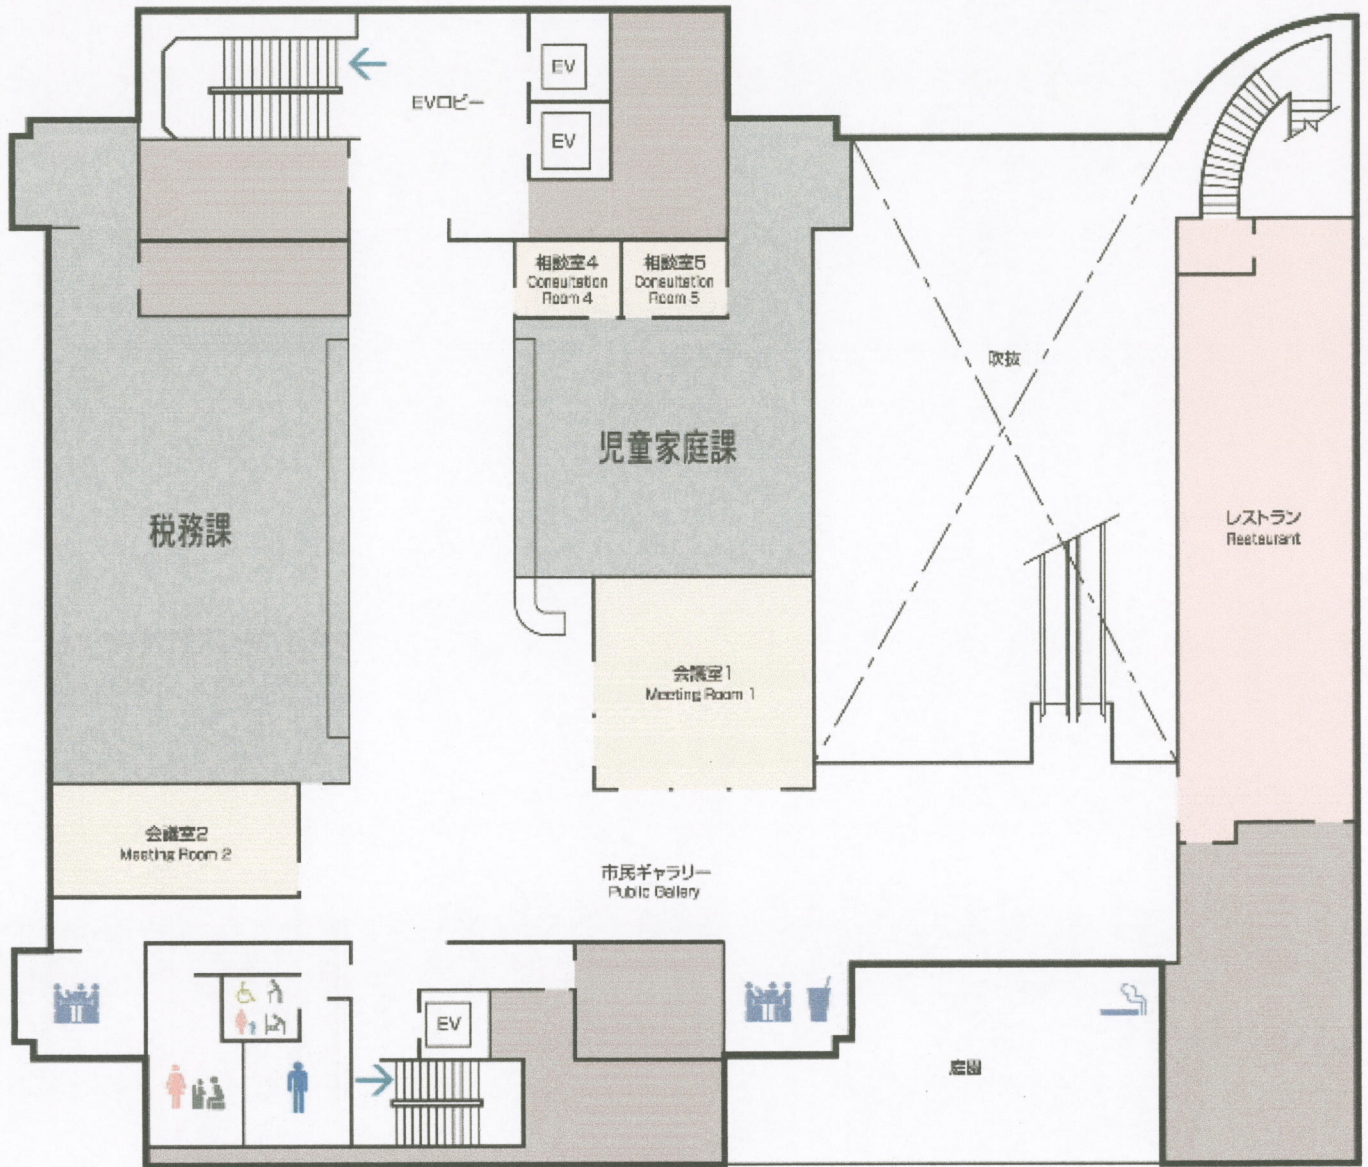 EV
EVロビー
EV
相談室4
Consultation
Room 4
相談室5
Consultation
Room 5
吹抜
児童家庭課
税務課
レストラン
Restaurant
会議室1
Meeting Room 1
会議室2
Meeting Room 2
市民ギャラリー
Public Gallery
EV
庭園